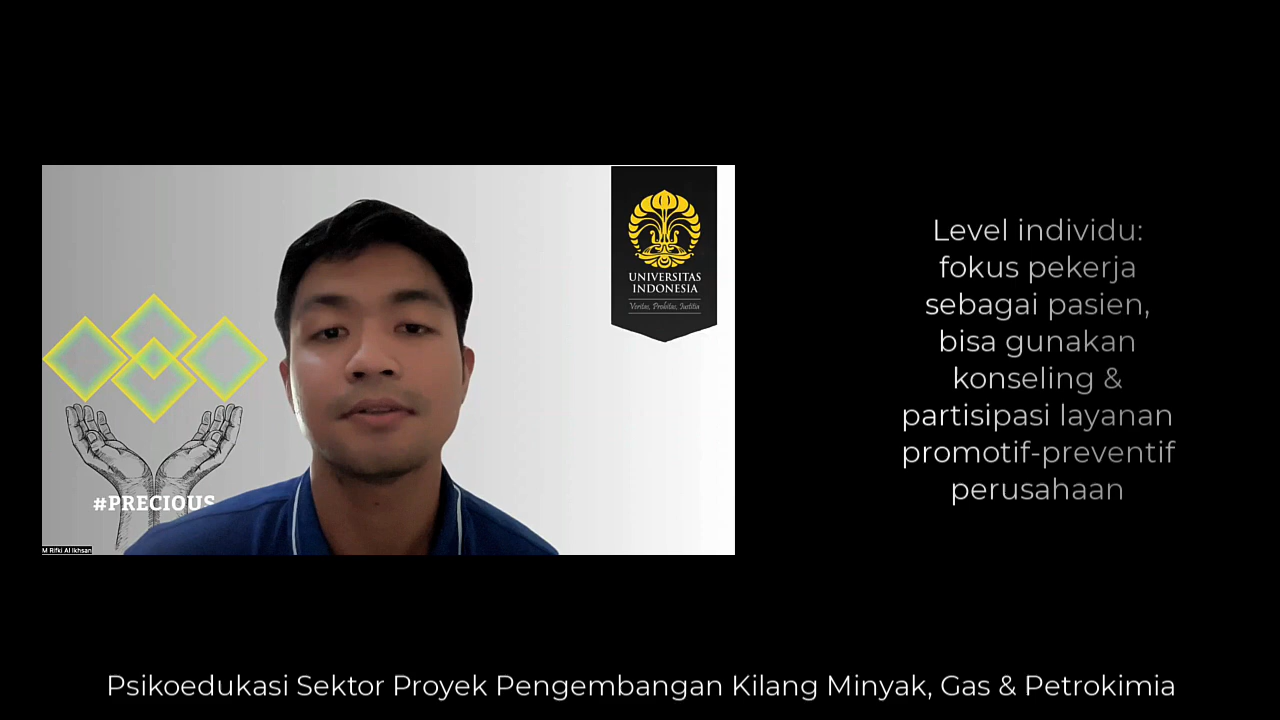 UNIVERSITAS
INDONESIA
Veritas, Probitas, Iustitia
#PRECIOUS
M Rifki Al Ikhsan
Level individu:
fokus pekerja
sebagai pasien,
bisa gunakan
konseling &
partisipasi layanan
promotif-preventif
perusahaan
Psikoedukasi Sektor Proyek Pengembangan Kilang Minyak, Gas & Petrokimia